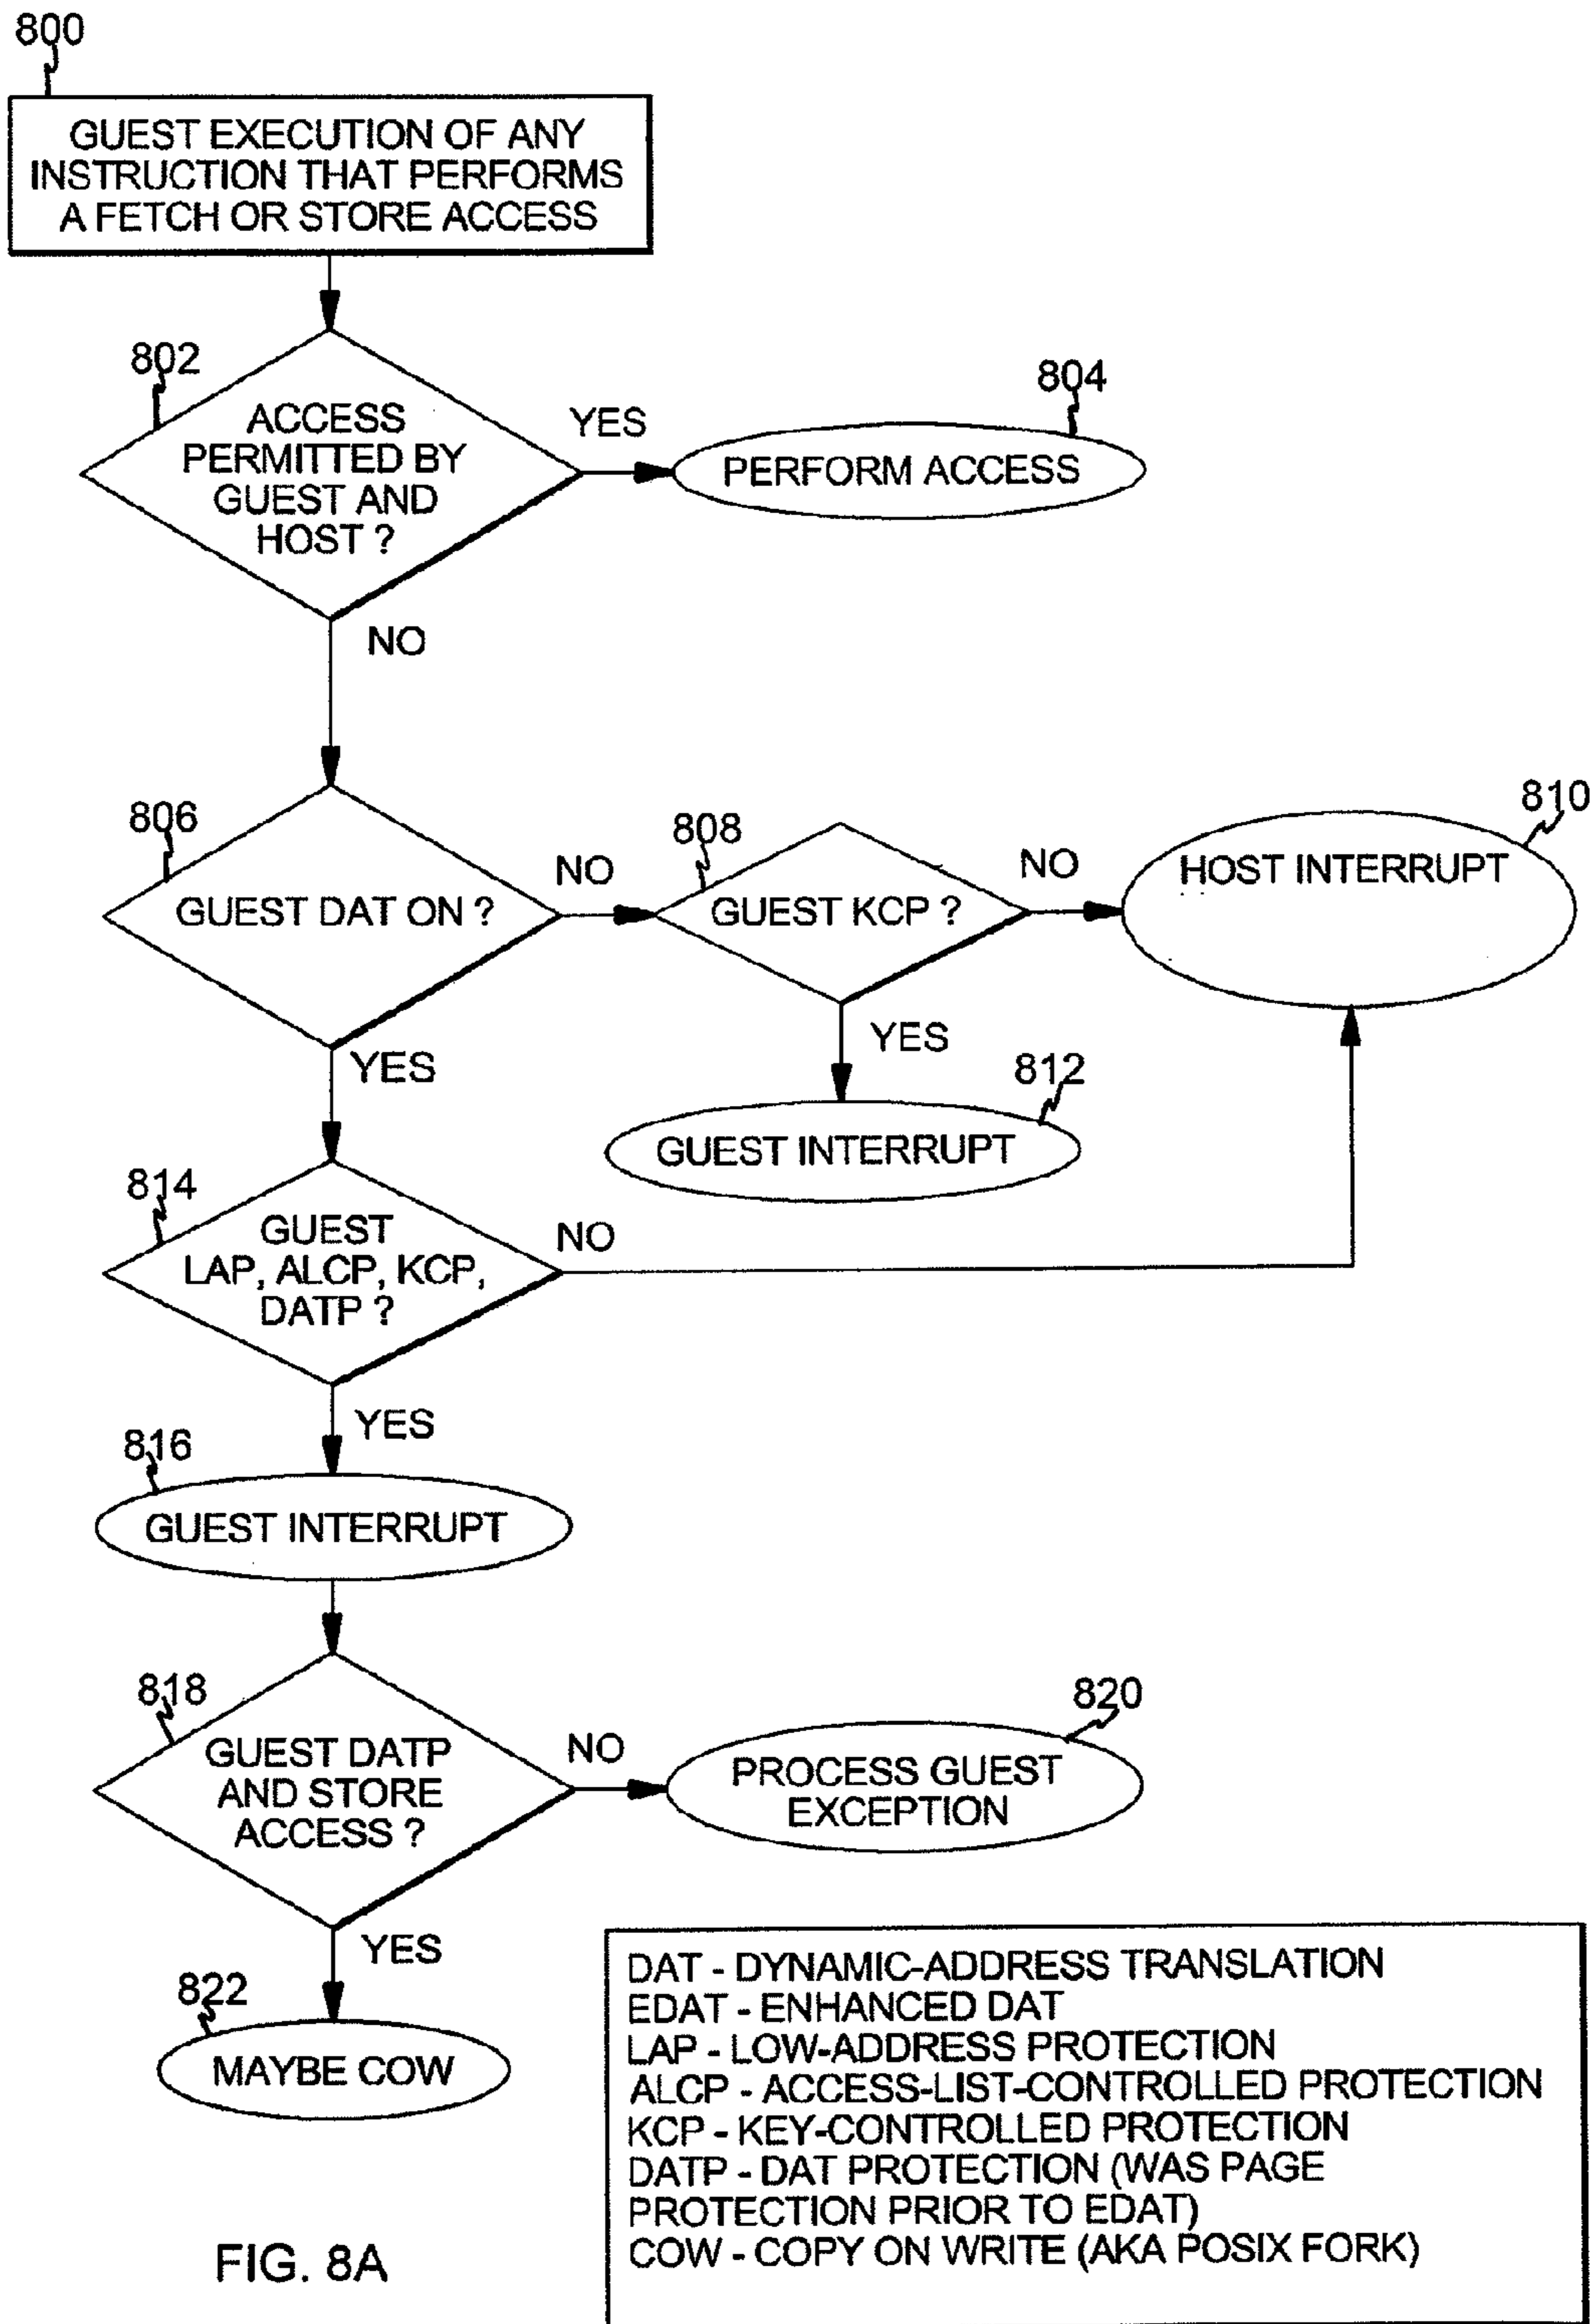 800
GUEST EXECUTION OF ANY
INSTRUCTION THAT PERFORMS
A FETCH OR STORE ACCESS
802
ACCESS
PERMITTED BY
GUEST AND
HOST ?
YES
804
PERFORM ACCESS
NO
806
GUEST DAT ON ?
NO
808
GUEST KCP ?
NO
810
HOST INTERRUPT
YES
YES
812
GUEST INTERRUPT
814
GUEST
LAP, ALCP, KCP,
DATP ?
NO
YES
816
GUEST INTERRUPT
818
GUEST DATP
AND STORE
ACCESS ?
NO
820
PROCESS GUEST
EXCEPTION
YES
822
MAYBE COW
DAT - DYNAMIC-ADDRESS TRANSLATION
EDAT - ENHANCED DAT
LAP - LOW-ADDRESS PROTECTION
ALCP - ACCESS-LIST-CONTROLLED PROTECTION
KCP - KEY-CONTROLLED PROTECTION
DATP - DAT PROTECTION (WAS PAGE
PROTECTION PRIOR TO EDAT)
COW - COPY ON WRITE (AKA POSIX FORK)
FIG. 8A